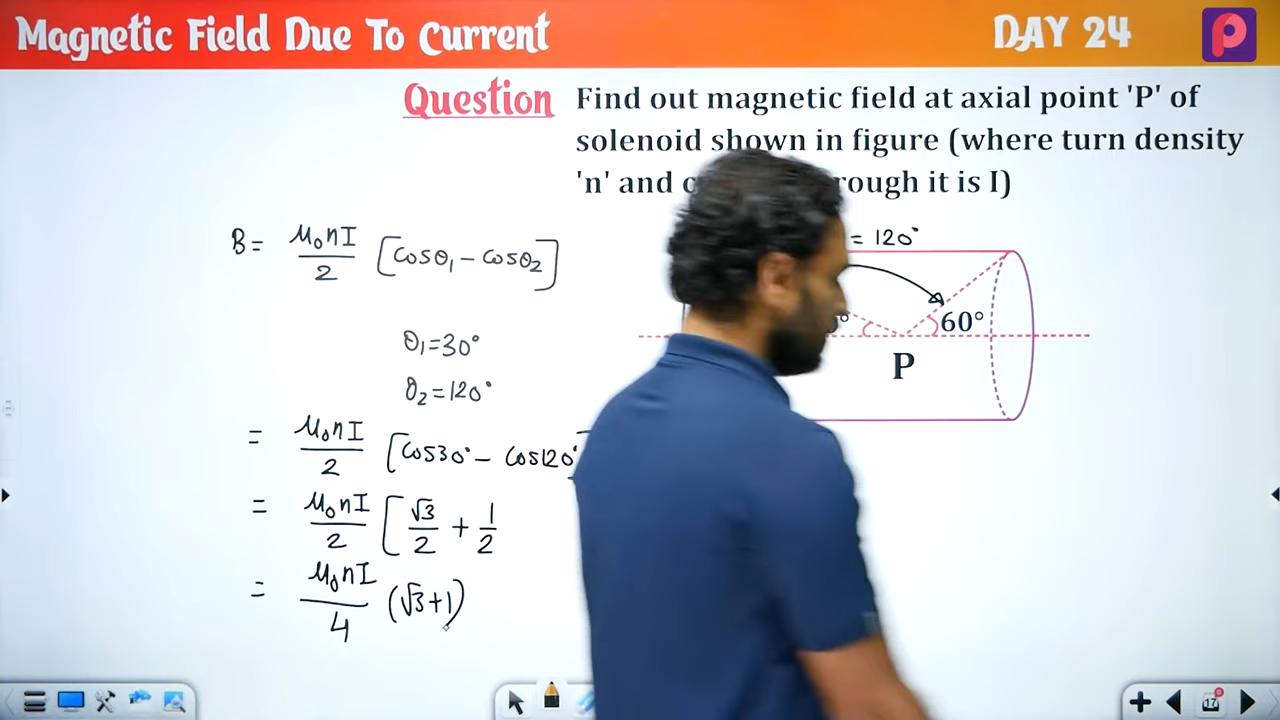 Magnetic Field Due To Current
DAY 24
Question
Find out magnetic field at axial point 'P' of
solenoid shown in figure (where turn density
'n' and it is I)
B = μ₀nI/2 [cosθ₁ - cosθ₂]
= 120°
60°
P
θ₁ = 30°
θ₂ = 120°
= μ₀nI/2 [cos30° - cos120°
= μ₀nI/2 [√3/2 + 1/2
= μ₀nI/4 (√3+1)
17